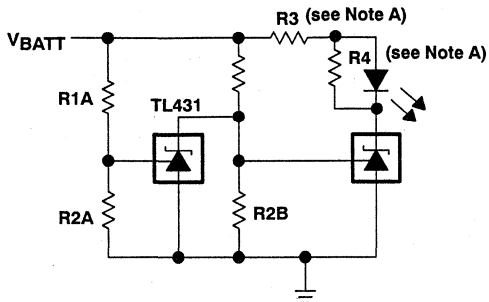 R3 (see Note A)
VBATT
R4 (see Note A)
R1A
TL431
R2A
R2B